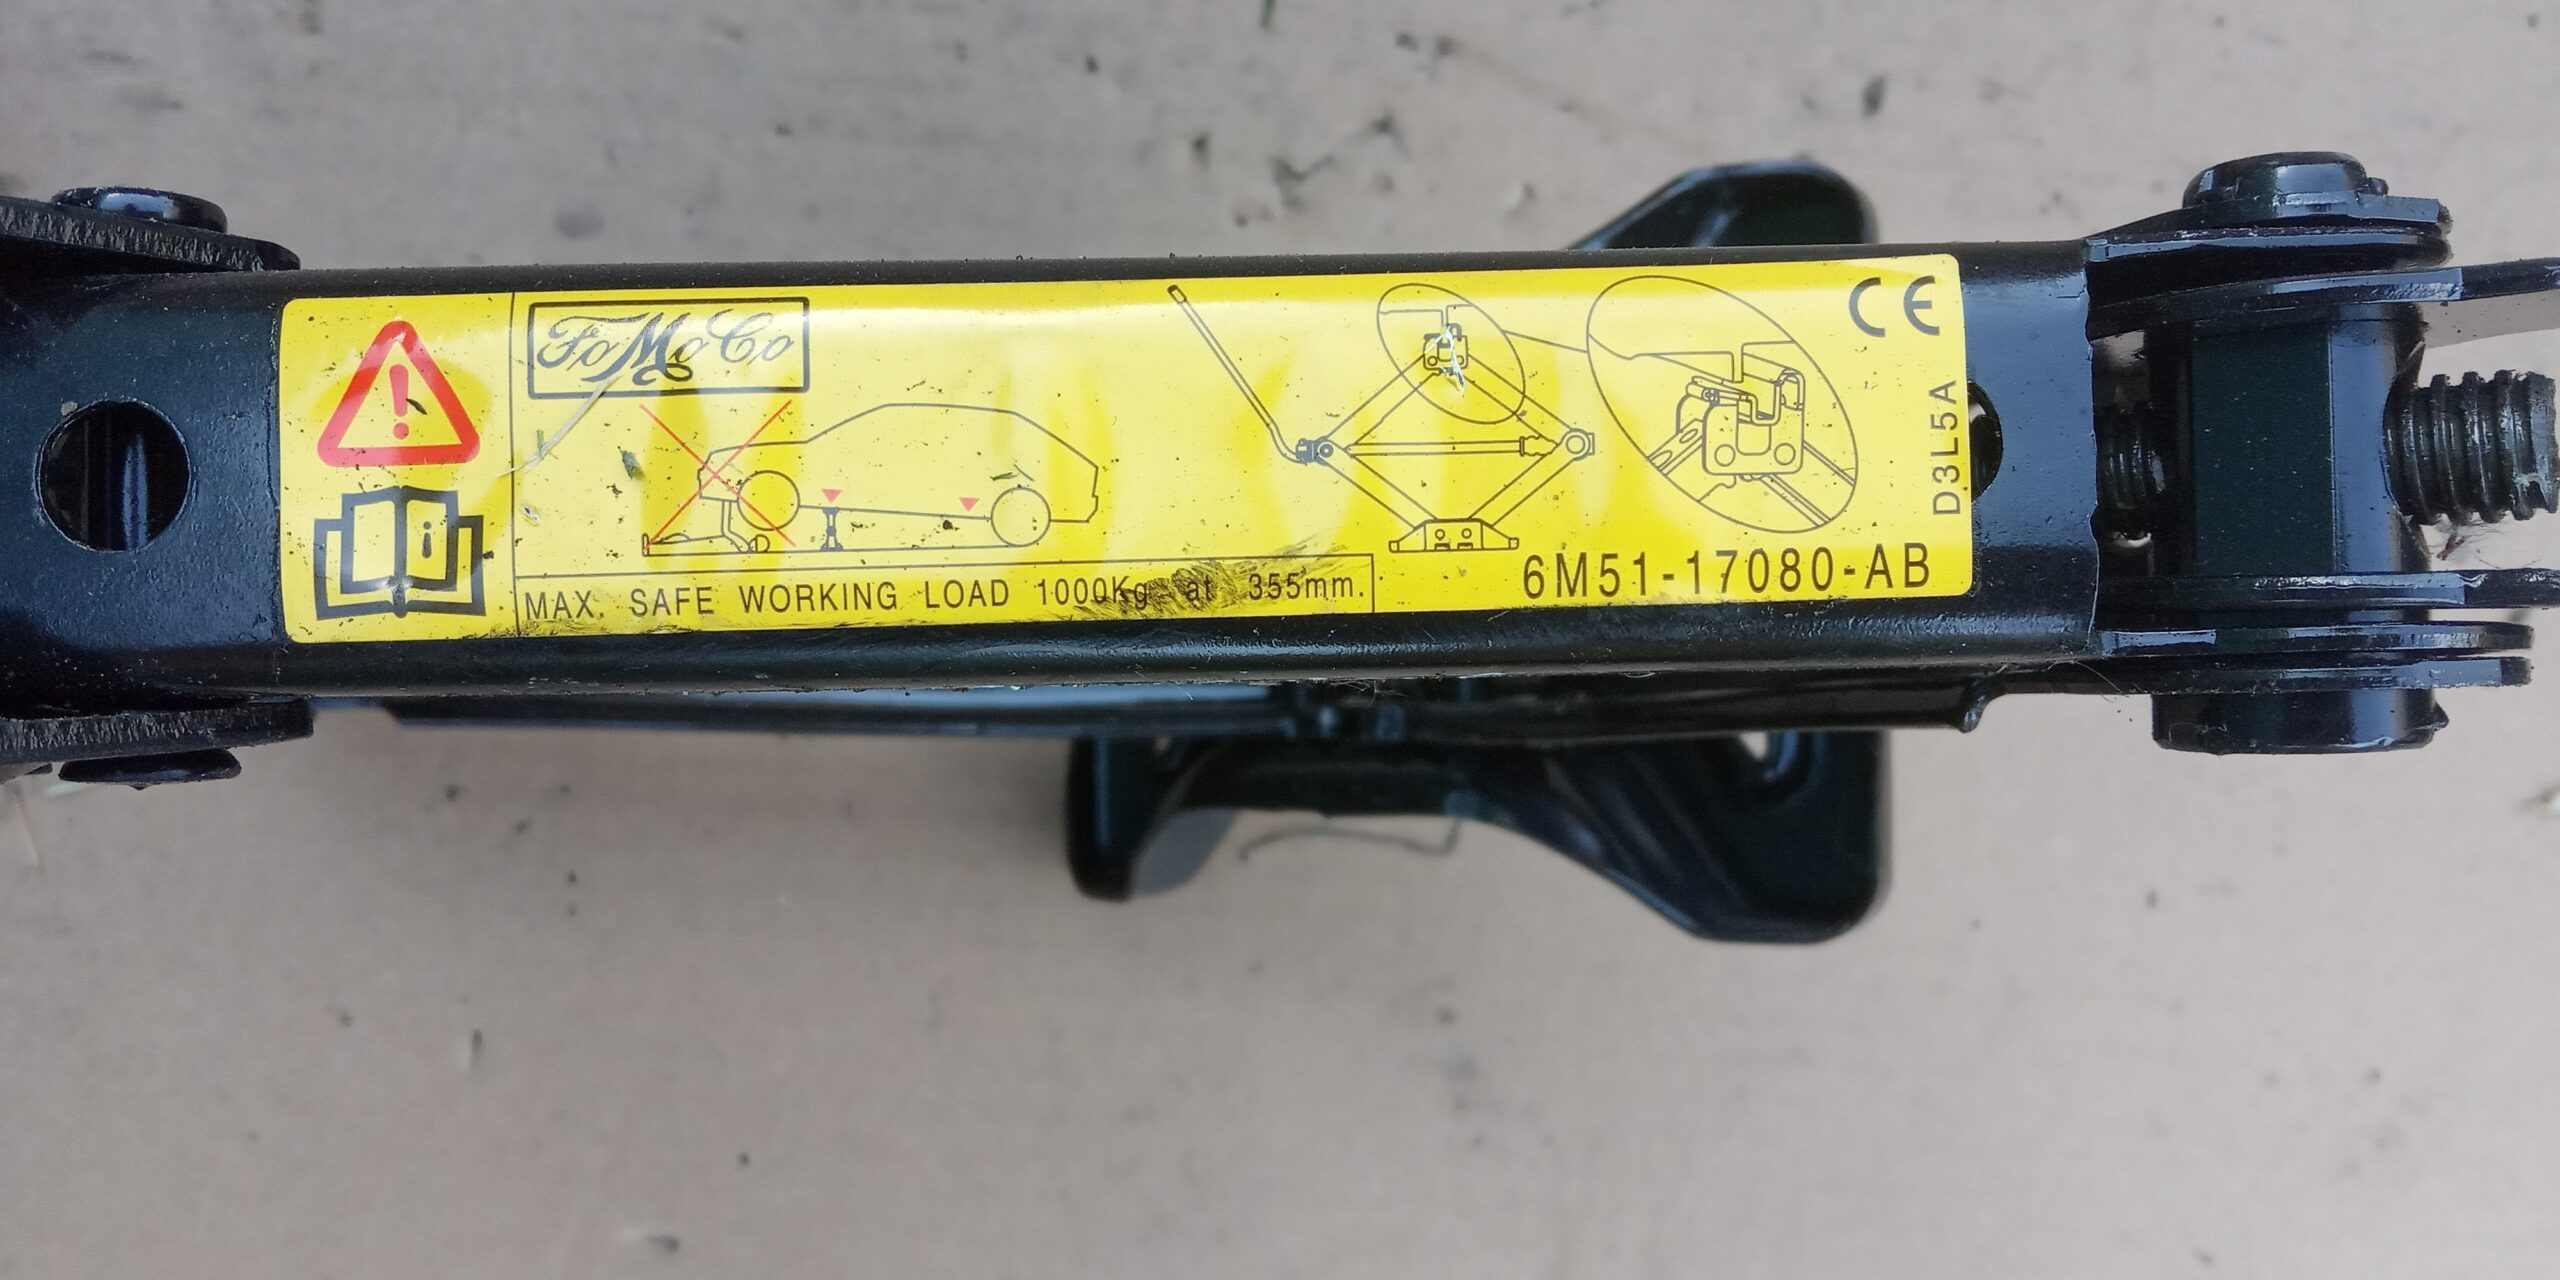 FoMoCo
CE
D3L5A
i
MAX. SAFE WORKING LOAD 1000Kg at 355mm.
6M51-17080-AB